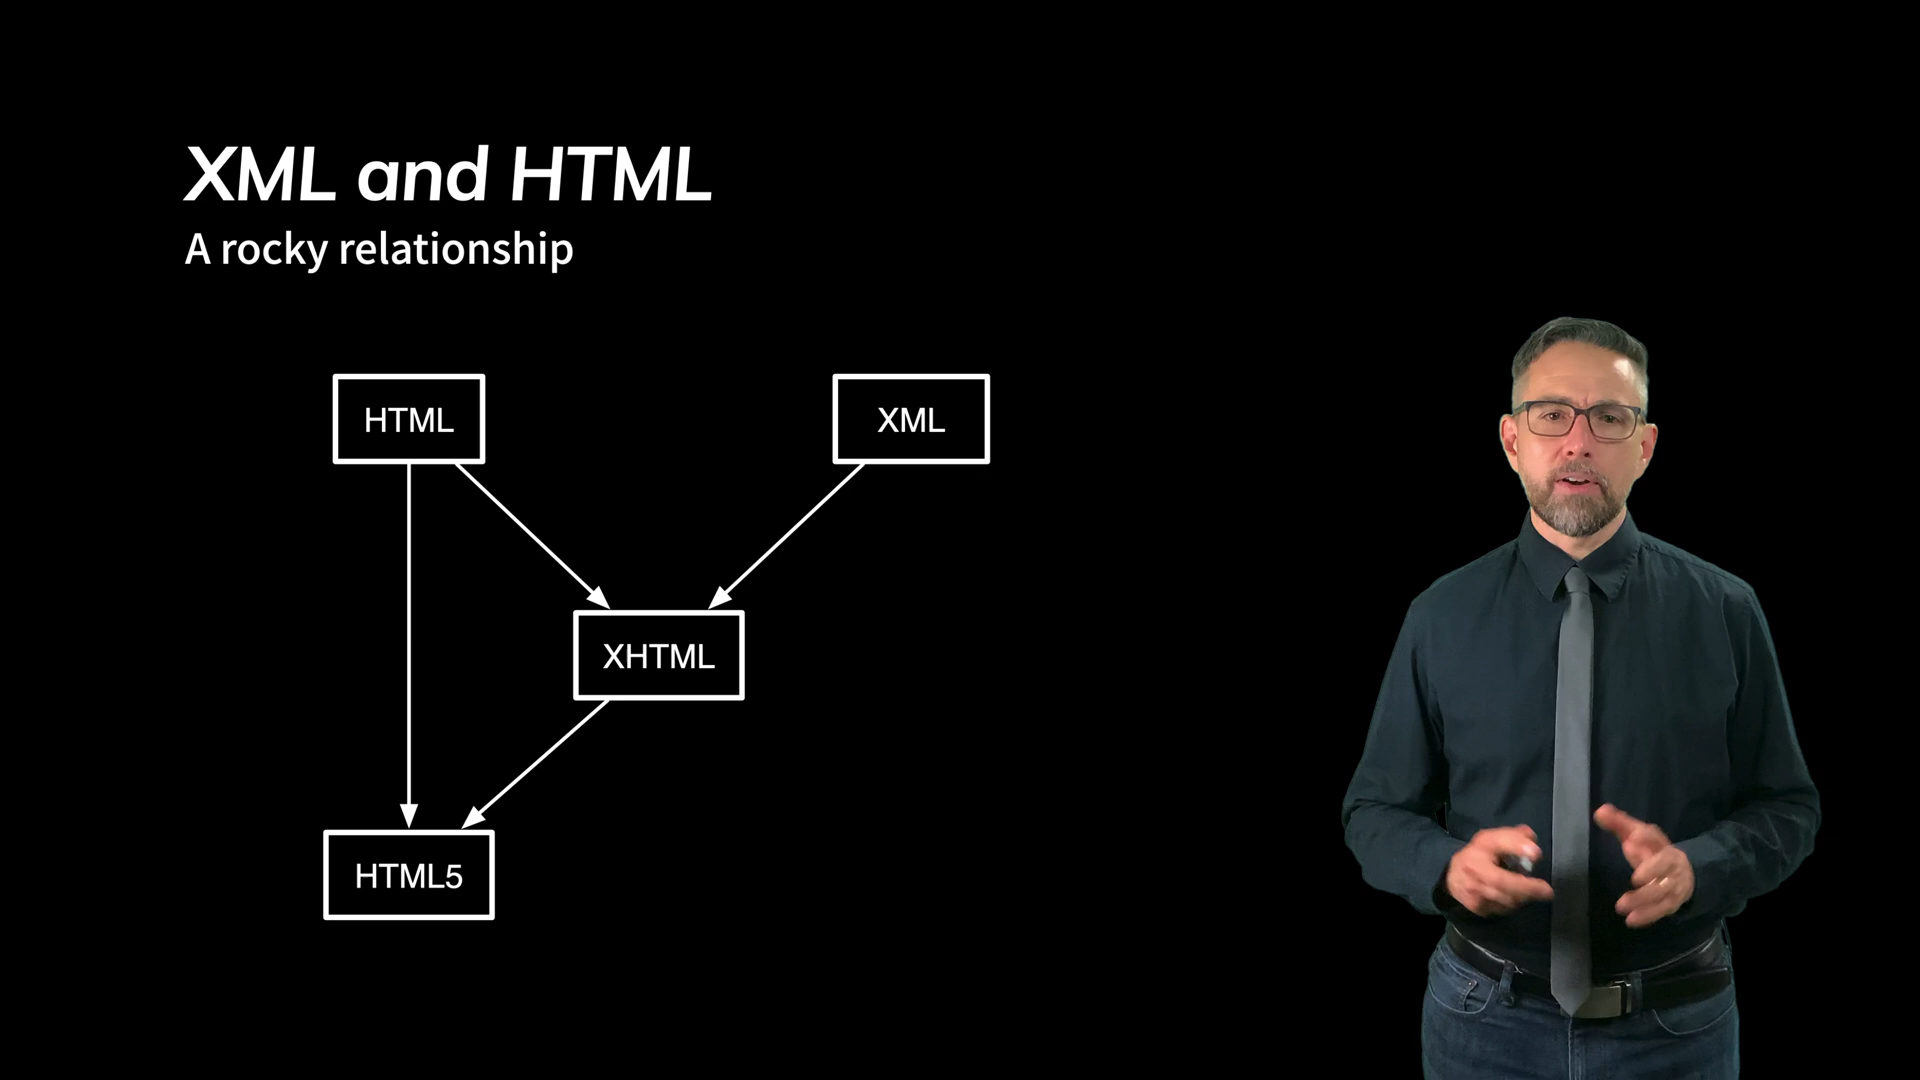 XML and HTML
A rocky relationship
HTML
XML
XHTML
HTML5